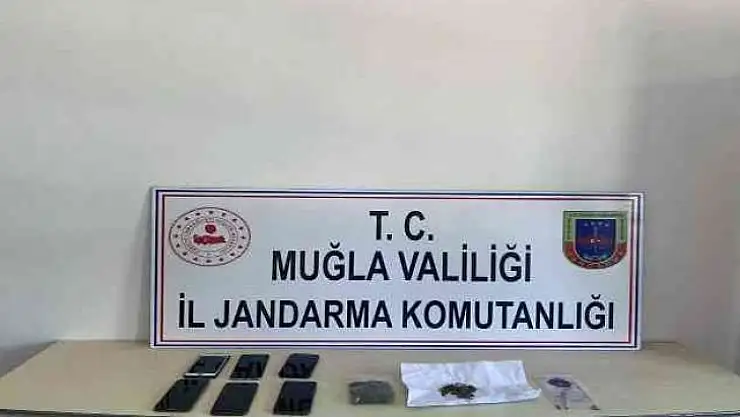 T. C.
MUĞLA VALİLİĞİ
İL JANDARMA KOMUTANLIĞI